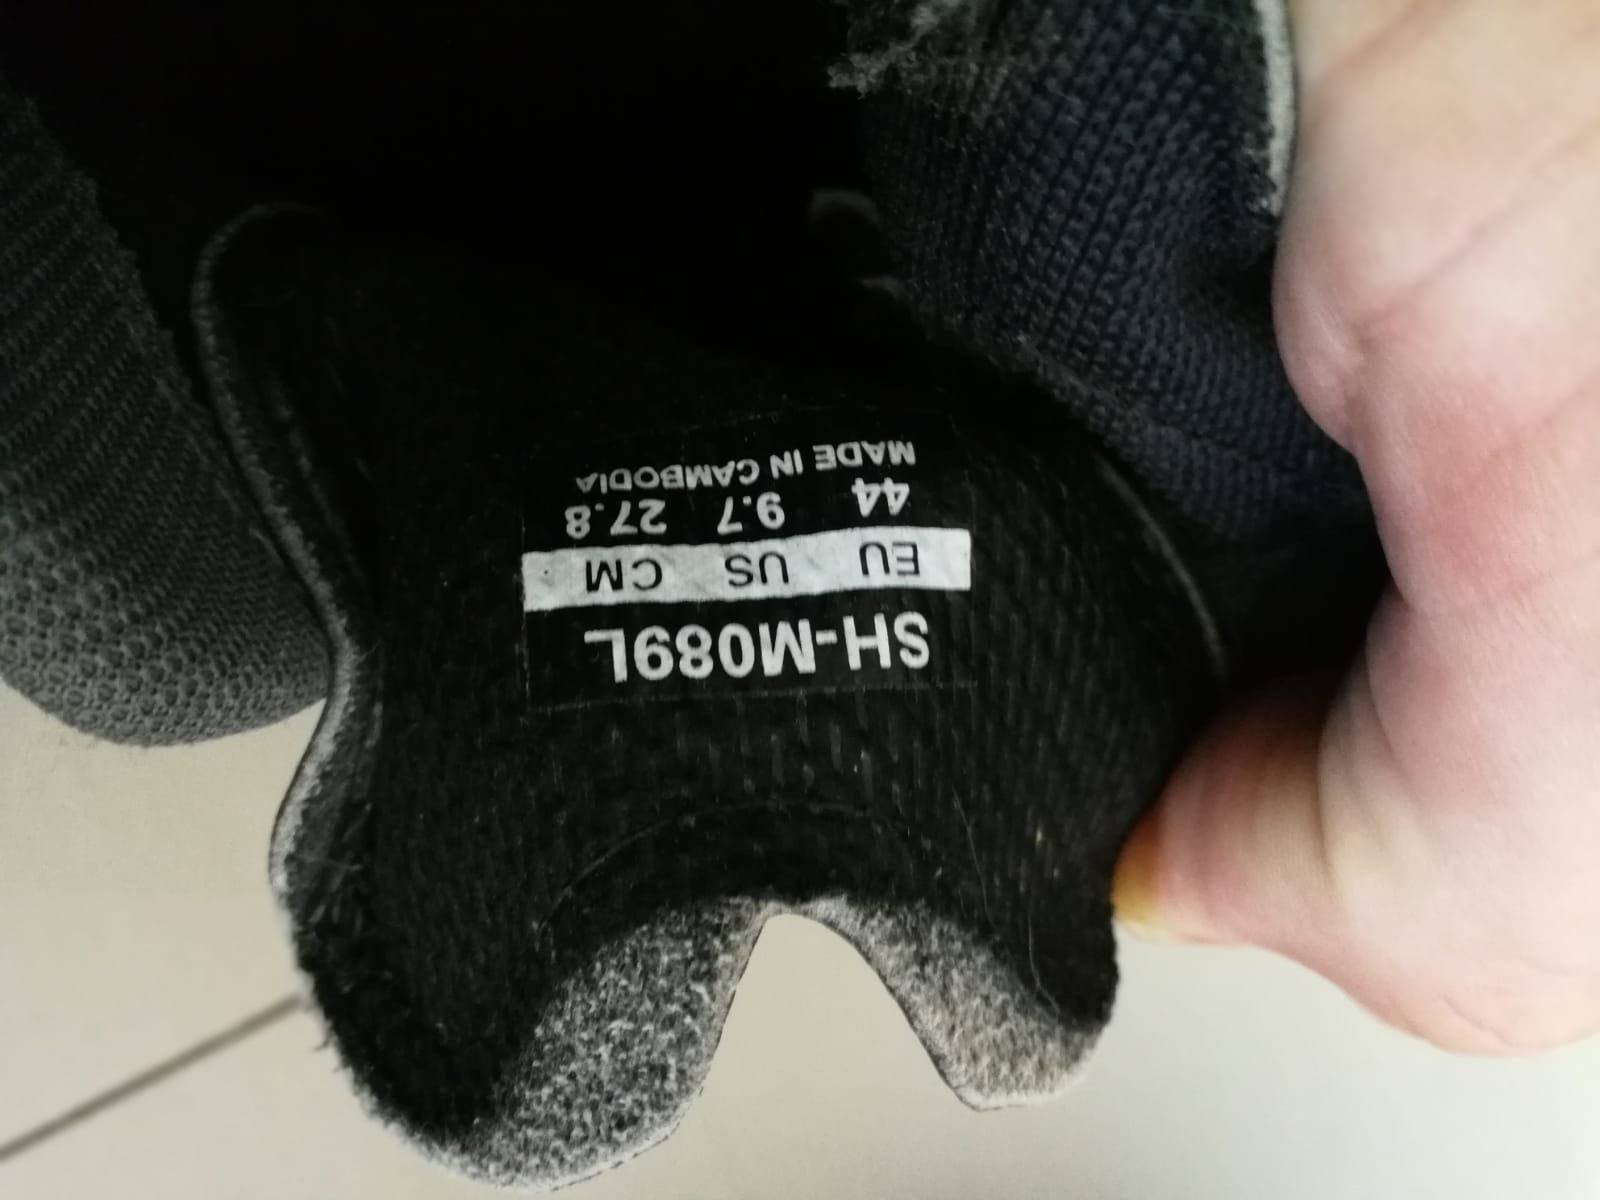 SH-M089L
EU US CM
44 9.7 27.8
MADE IN CAMBODIA